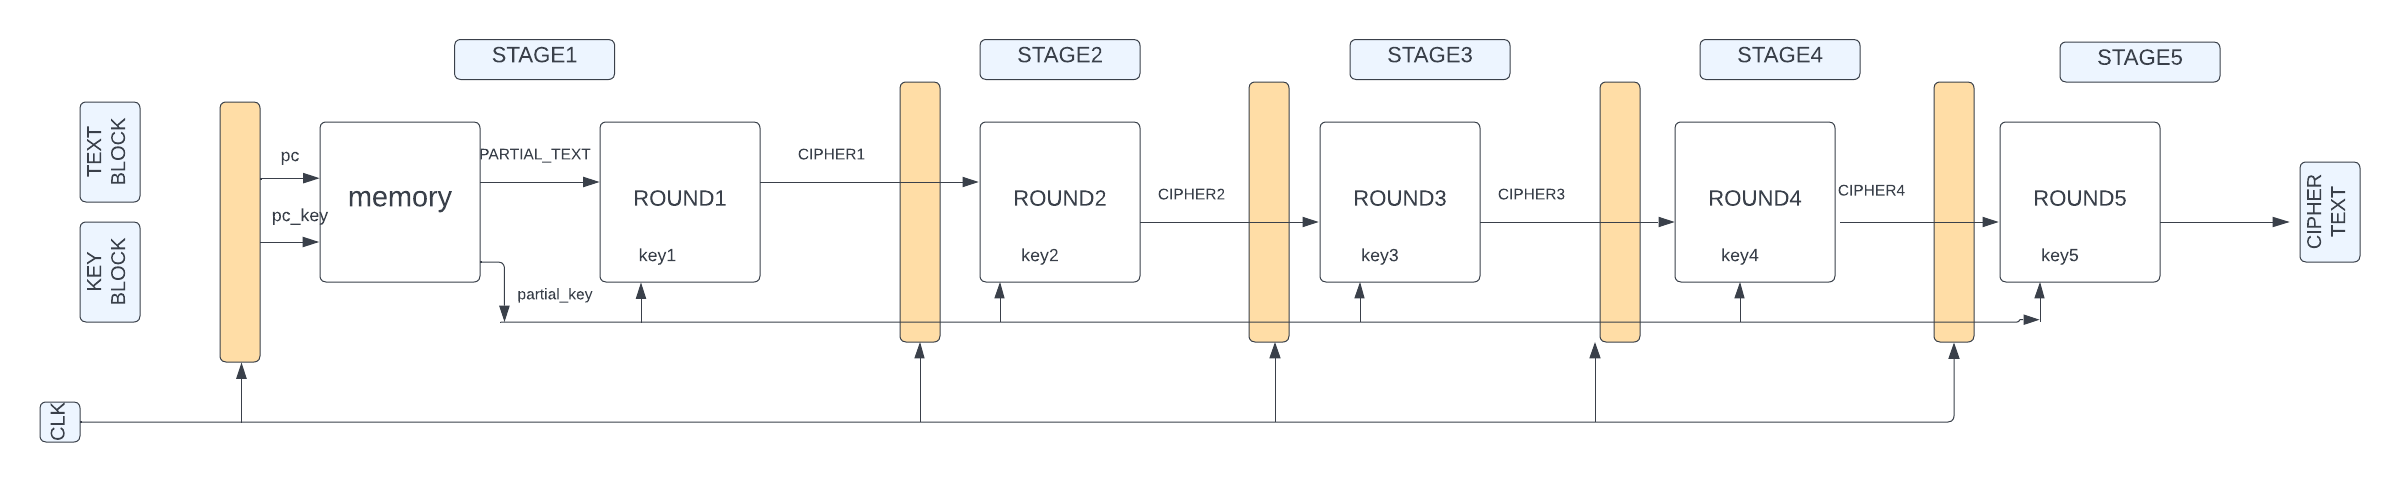 STAGE1
STAGE2
STAGE3
STAGE4
STAGE5
TEXT
BLOCK
KEY
BLOCK
pc
pc_key
memory
PARTIAL_TEXT
partial_key
ROUND1
key1
CIPHER1
ROUND2
key2
CIPHER2
ROUND3
key3
CIPHER3
ROUND4
key4
CIPHER4
ROUND5
key5
CIPHER
TEXT
CLK